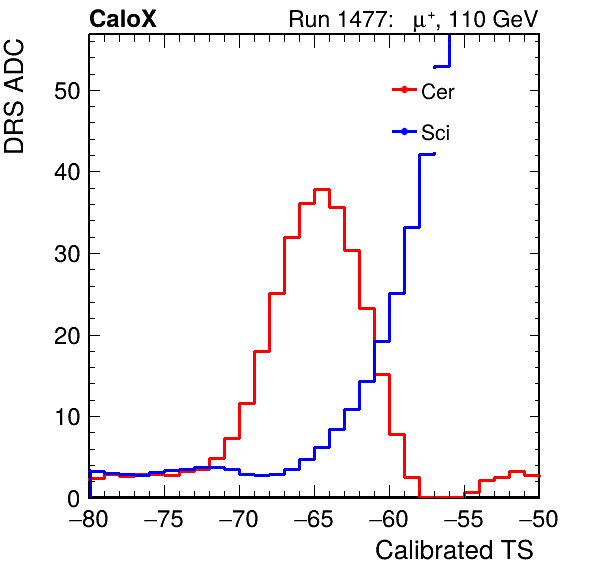 CaloX Run 1477: μ⁺, 110 GeV
DRS ADC
50
40
30
20
10
0
Cer
Sci
−80 −75 −70 −65 −60 −55 −50
Calibrated TS